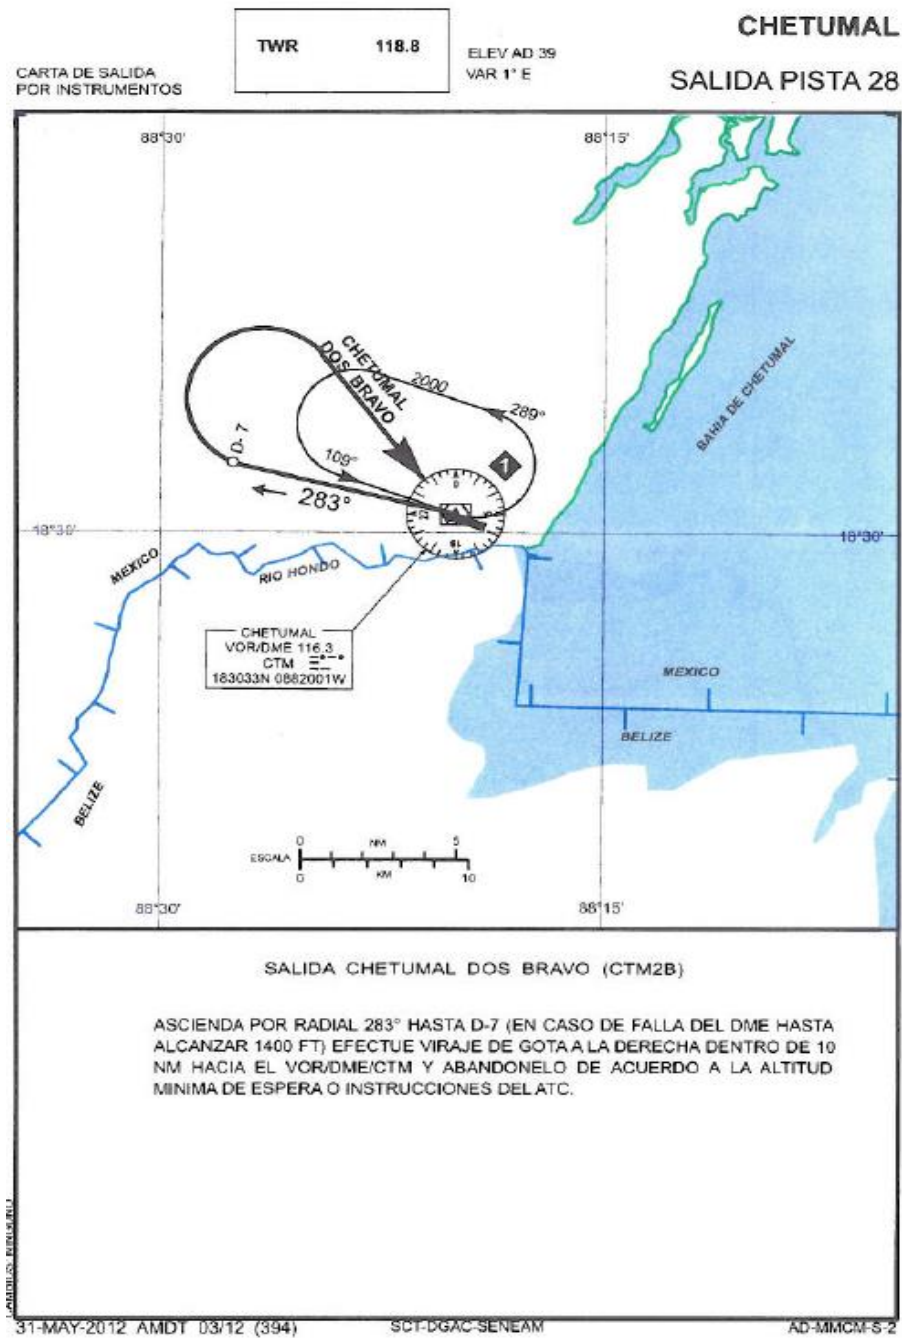 CHETUMAL
TWR 118.8
ELEV AD 39
VAR 1° E
CARTA DE SALIDA
POR INSTRUMENTOS
SALIDA PISTA 28
88°30'
88°15'
CHETUMAL
DOS BRAVO
2000
289°
BAHIA DE CHETUMAL
D-7
109°
1
283°
0
18
18°30'
18°30'
MEXICO
RIO HONDO
CHETUMAL
VOR/DME 116.3
CTM
183033N 0882001W
MEXICO
BELIZE
BELIZE
0 NM 5
ESCALA
0 KM 10
88°30'
88°15'
SALIDA CHETUMAL DOS BRAVO (CTM2B)
ASCIENDA POR RADIAL 283° HASTA D-7 (EN CASO DE FALLA DEL DME HASTA
ALCANZAR 1400 FT) EFECTUE VIRAJE DE GOTA A LA DERECHA DENTRO DE 10
NM HACIA EL VOR/DME/CTM Y ABANDONELO DE ACUERDO A LA ALTITUD
MINIMA DE ESPERA O INSTRUCCIONES DEL ATC.
31-MAY-2012 AMDT 03/12 (394)
SCT-DGAC-SENEAM
AD-MMCM-S-2